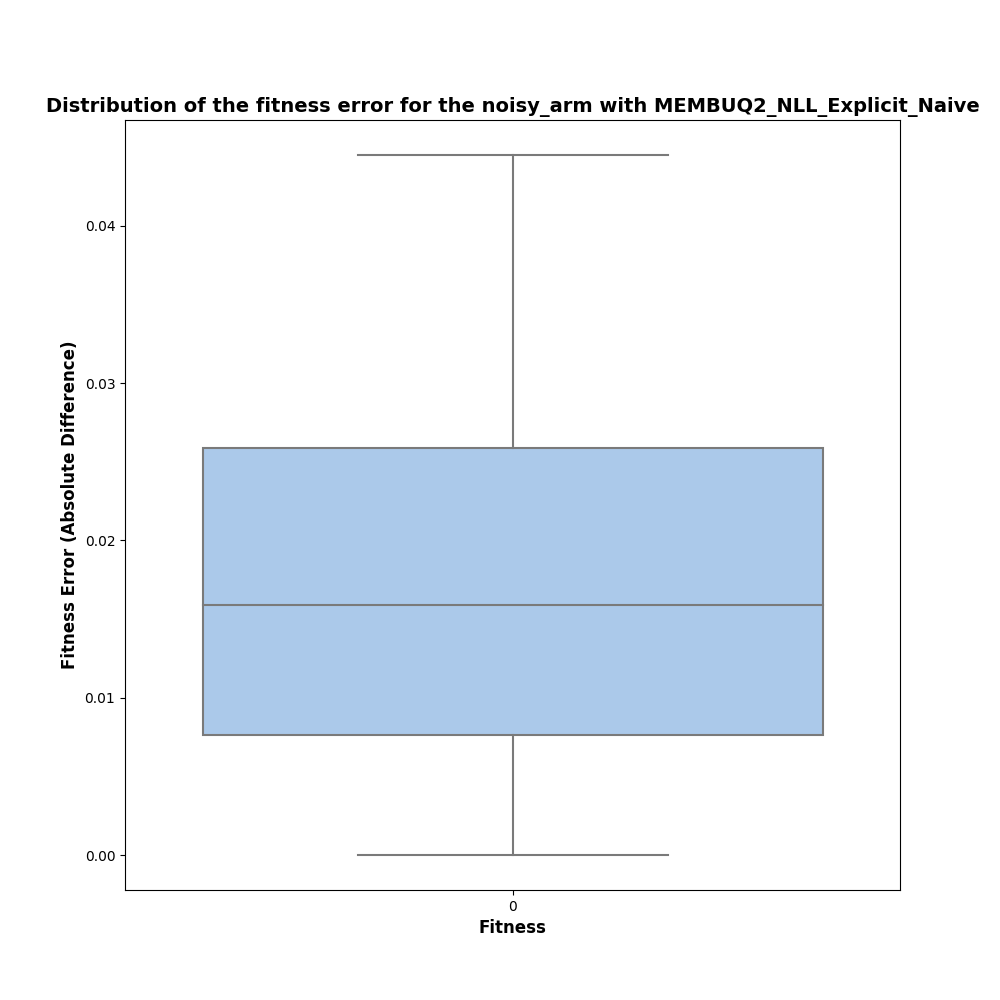 Distribution of the fitness error for the noisy_arm with MEMBUQ2_NLL_Explicit_Naive
0.04
0.03
0.02
0.01
0.00
Fitness Error (Absolute Difference)
0
Fitness